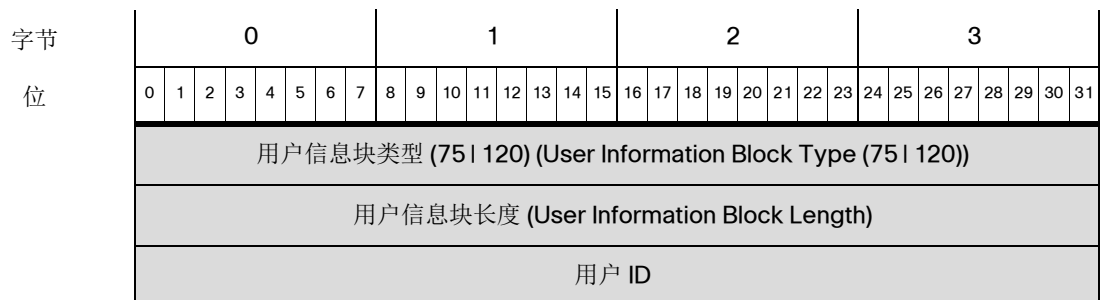 字节 0 1 2 3
位 0 1 2 3 4 5 6 7 8 9 10 11 12 13 14 15 16 17 18 19 20 21 22 23 24 25 26 27 28 29 30 31
用户信息块类型 (75 | 120) (User Information Block Type (75 | 120))
用户信息块长度 (User Information Block Length)
用户 ID